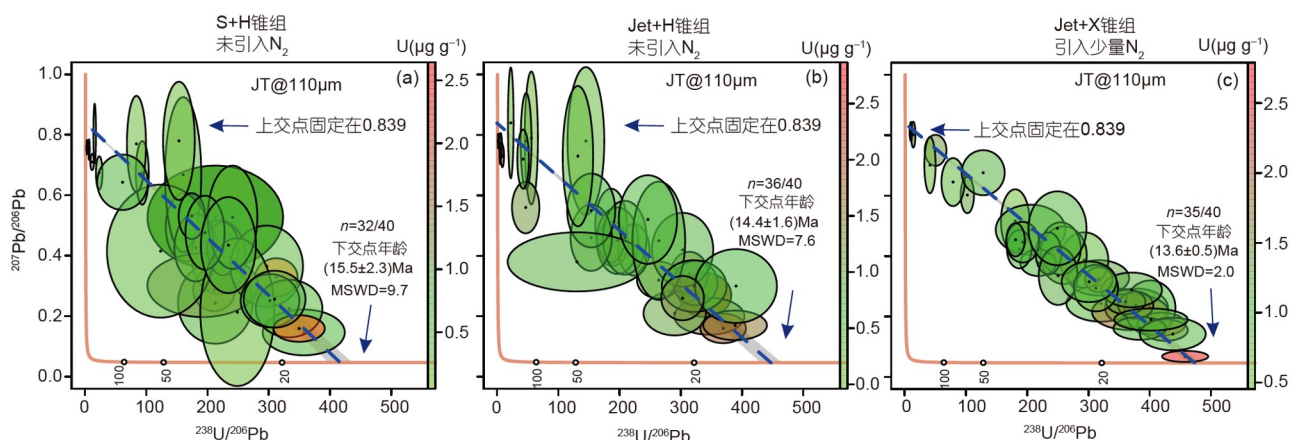 S+H锥组
未引入N₂
U(μg g⁻¹)
(a)
JT@110μm
上交点固定在0.839
n=32/40
下交点年龄
(15.5±2.3)Ma
MSWD=9.7
²⁰⁷Pb/²⁰⁶Pb
1.0
0.8
0.6
0.4
0.2
0.0
2.5
2.0
1.5
1.0
0.5
100
50
20
0
100
200
300
400
500
²³⁸U/²⁰⁶Pb
Jet+H锥组
未引入N₂
U(μg g⁻¹)
(b)
JT@110μm
上交点固定在0.839
n=36/40
下交点年龄
(14.4±1.6)Ma
MSWD=7.6
2.5
2.0
1.5
1.0
0.5
0.0
100
50
20
0
100
200
300
400
500
²³⁸U/²⁰⁶Pb
Jet+X锥组
引入少量N₂
U(μg g⁻¹)
(c)
JT@110μm
上交点固定在0.839
n=35/40
下交点年龄
(13.6±0.5)Ma
MSWD=2.0
2.5
2.0
1.5
1.0
0.5
100
50
20
0
100
200
300
400
500
²³⁸U/²⁰⁶Pb